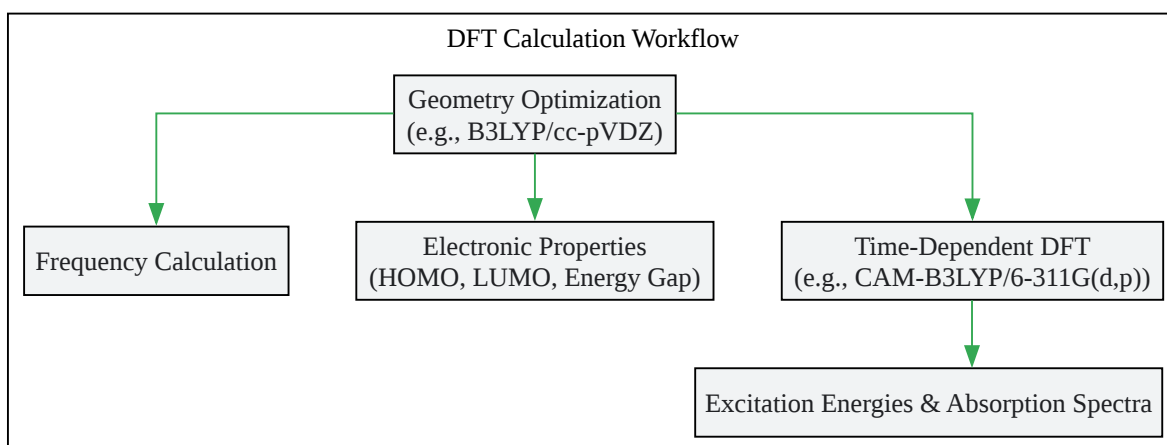 DFT Calculation Workflow
Geometry Optimization
(e.g., B3LYP/cc-pVDZ)
Frequency Calculation
Electronic Properties
(HOMO, LUMO, Energy Gap)
Time-Dependent DFT
(e.g., CAM-B3LYP/6-311G(d,p))
Excitation Energies & Absorption Spectra